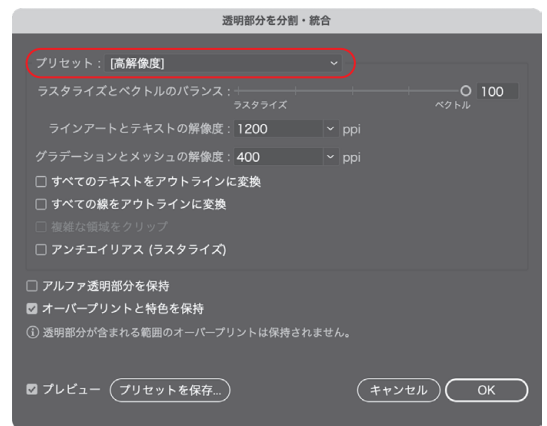 透明部分を分割・統合
プリセット : [高解像度]
ラスタライズとベクトルのバランス : 100
ラスタライズ ベクトル
ラインアートとテキストの解像度 : 1200 ppi
グラデーションとメッシュの解像度 : 400 ppi
すべてのテキストをアウトラインに変換
すべての線をアウトラインに変換
複雑な領域をクリップ
アンチエイリアス (ラスタライズ)
アルファ透明部分を保持
オーバープリントと特色を保持
透明部分が含まれる範囲のオーバープリントは保持されません。
プレビュー プリセットを保存... キャンセル OK